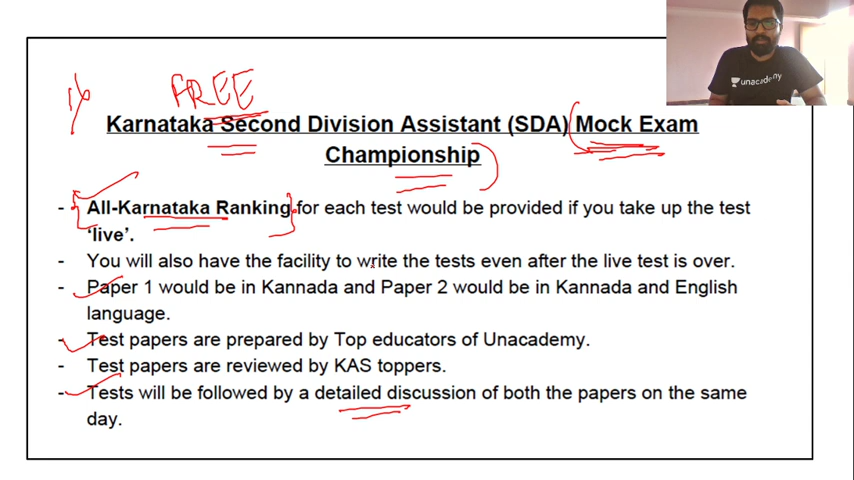 unacademy
FREE
Karnataka Second Division Assistant (SDA) Mock Exam
Championship
- All-Karnataka Ranking for each test would be provided if you take up the test
‘live’.
- You will also have the facility to write the tests even after the live test is over.
- Paper 1 would be in Kannada and Paper 2 would be in Kannada and English
language.
- Test papers are prepared by Top educators of Unacademy.
- Test papers are reviewed by KAS toppers.
- Tests will be followed by a detailed discussion of both the papers on the same
day.